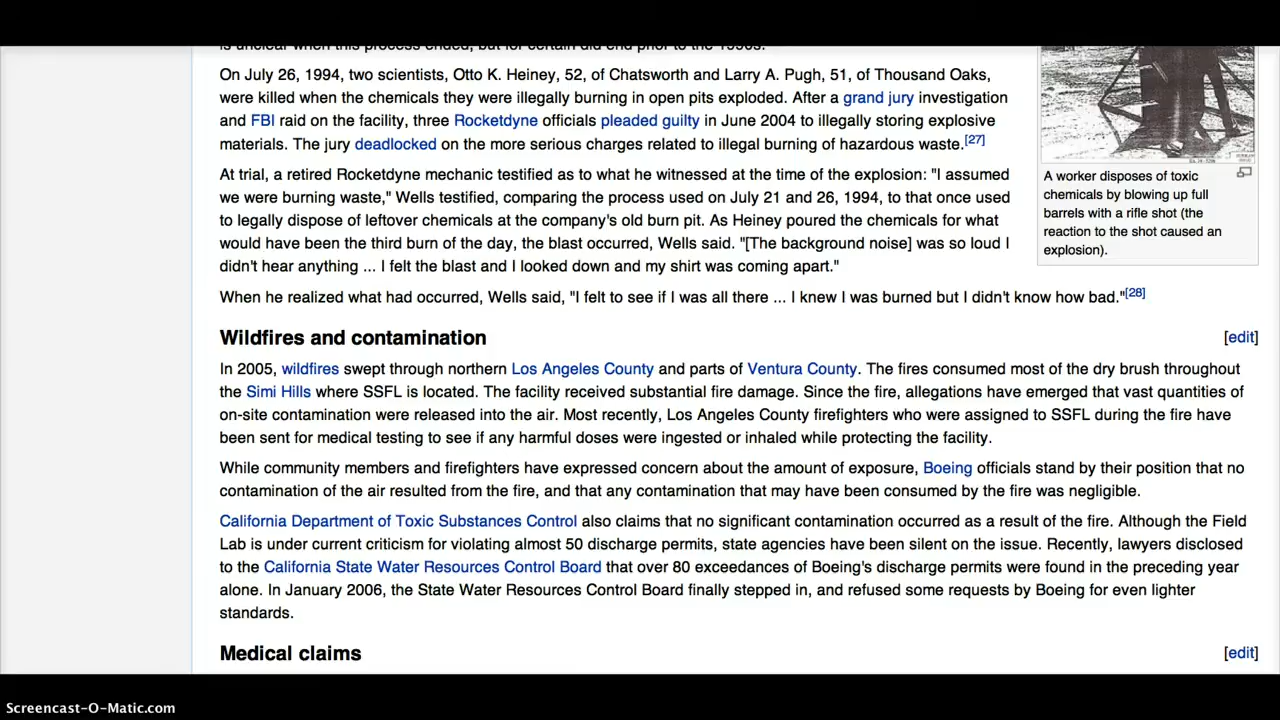 is unclear when this process ended, but for certain did end prior to the 1990s.
On July 26, 1994, two scientists, Otto K. Heiney, 52, of Chatsworth and Larry A. Pugh, 51, of Thousand Oaks,
were killed when the chemicals they were illegally burning in open pits exploded. After a grand jury investigation
and FBI raid on the facility, three Rocketdyne officials pleaded guilty in June 2004 to illegally storing explosive
materials. The jury deadlocked on the more serious charges related to illegal burning of hazardous waste.[27]
At trial, a retired Rocketdyne mechanic testified as to what he witnessed at the time of the explosion: "I assumed
we were burning waste," Wells testified, comparing the process used on July 21 and 26, 1994, to that once used
to legally dispose of leftover chemicals at the company's old burn pit. As Heiney poured the chemicals for what
would have been the third burn of the day, the blast occurred, Wells said. "[The background noise] was so loud I
didn't hear anything ... I felt the blast and I looked down and my shirt was coming apart."
When he realized what had occurred, Wells said, "I felt to see if I was all there ... I knew I was burned but I didn't know how bad."[28]
A worker disposes of toxic
chemicals by blowing up full
barrels with a rifle shot (the
reaction to the shot caused an
explosion).
Wildfires and contamination [edit]
In 2005, wildfires swept through northern Los Angeles County and parts of Ventura County. The fires consumed most of the dry brush throughout
the Simi Hills where SSFL is located. The facility received substantial fire damage. Since the fire, allegations have emerged that vast quantities of
on-site contamination were released into the air. Most recently, Los Angeles County firefighters who were assigned to SSFL during the fire have
been sent for medical testing to see if any harmful doses were ingested or inhaled while protecting the facility.
While community members and firefighters have expressed concern about the amount of exposure, Boeing officials stand by their position that no
contamination of the air resulted from the fire, and that any contamination that may have been consumed by the fire was negligible.
California Department of Toxic Substances Control also claims that no significant contamination occurred as a result of the fire. Although the Field
Lab is under current criticism for violating almost 50 discharge permits, state agencies have been silent on the issue. Recently, lawyers disclosed
to the California State Water Resources Control Board that over 80 exceedances of Boeing's discharge permits were found in the preceding year
alone. In January 2006, the State Water Resources Control Board finally stepped in, and refused some requests by Boeing for even lighter
standards.
Medical claims [edit]
Screencast-O-Matic.com